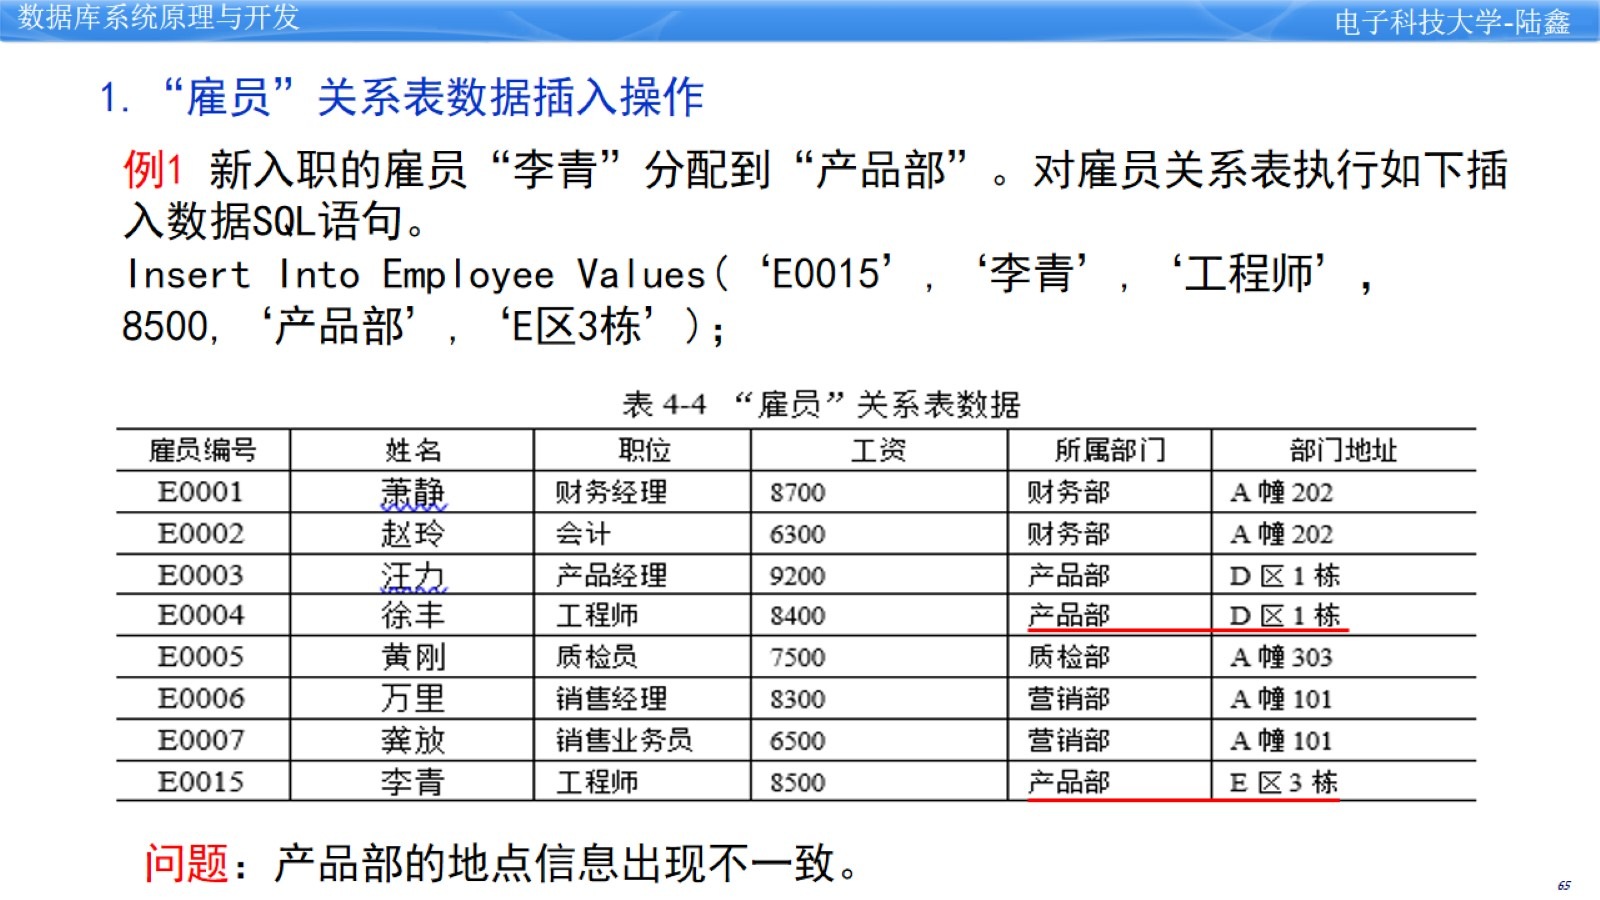 数据库系统原理与开发
电子科技大学-陆鑫
1. “雇员”关系表数据插入操作
例1 新入职的雇员“李青”分配到“产品部”。对雇员关系表执行如下插
入数据SQL语句。
Insert Into Employee Values(‘E0015’,‘李青’,‘工程师’,
8500,‘产品部’,‘E区3栋’);
表 4-4 “雇员”关系表数据
雇员编号 姓名 职位 工资 所属部门 部门地址
E0001 萧静 财务经理 8700 财务部 A 幢 202
E0002 赵玲 会计 6300 财务部 A 幢 202
E0003 汪力 产品经理 9200 产品部 D 区 1 栋
E0004 徐丰 工程师 8400 产品部 D 区 1 栋
E0005 黄刚 质检员 7500 质检部 A 幢 303
E0006 万里 销售经理 8300 营销部 A 幢 101
E0007 龚放 销售业务员 6500 营销部 A 幢 101
E0015 李青 工程师 8500 产品部 E 区 3 栋
问题：产品部的地点信息出现不一致。
65